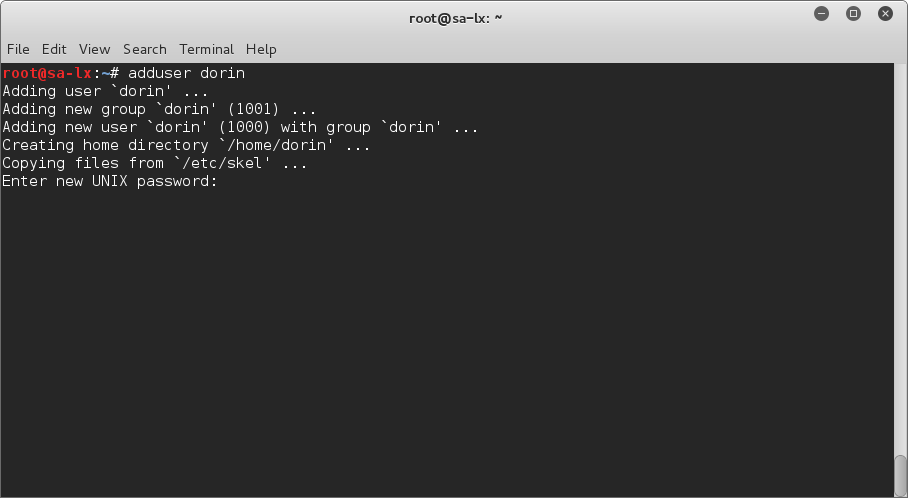 root@sa-lx: ~
File Edit View Search Terminal Help
root@sa-lx:~# adduser dorin
Adding user `dorin' ...
Adding new group `dorin' (1001) ...
Adding new user `dorin' (1000) with group `dorin' ...
Creating home directory `/home/dorin' ...
Copying files from `/etc/skel' ...
Enter new UNIX password: